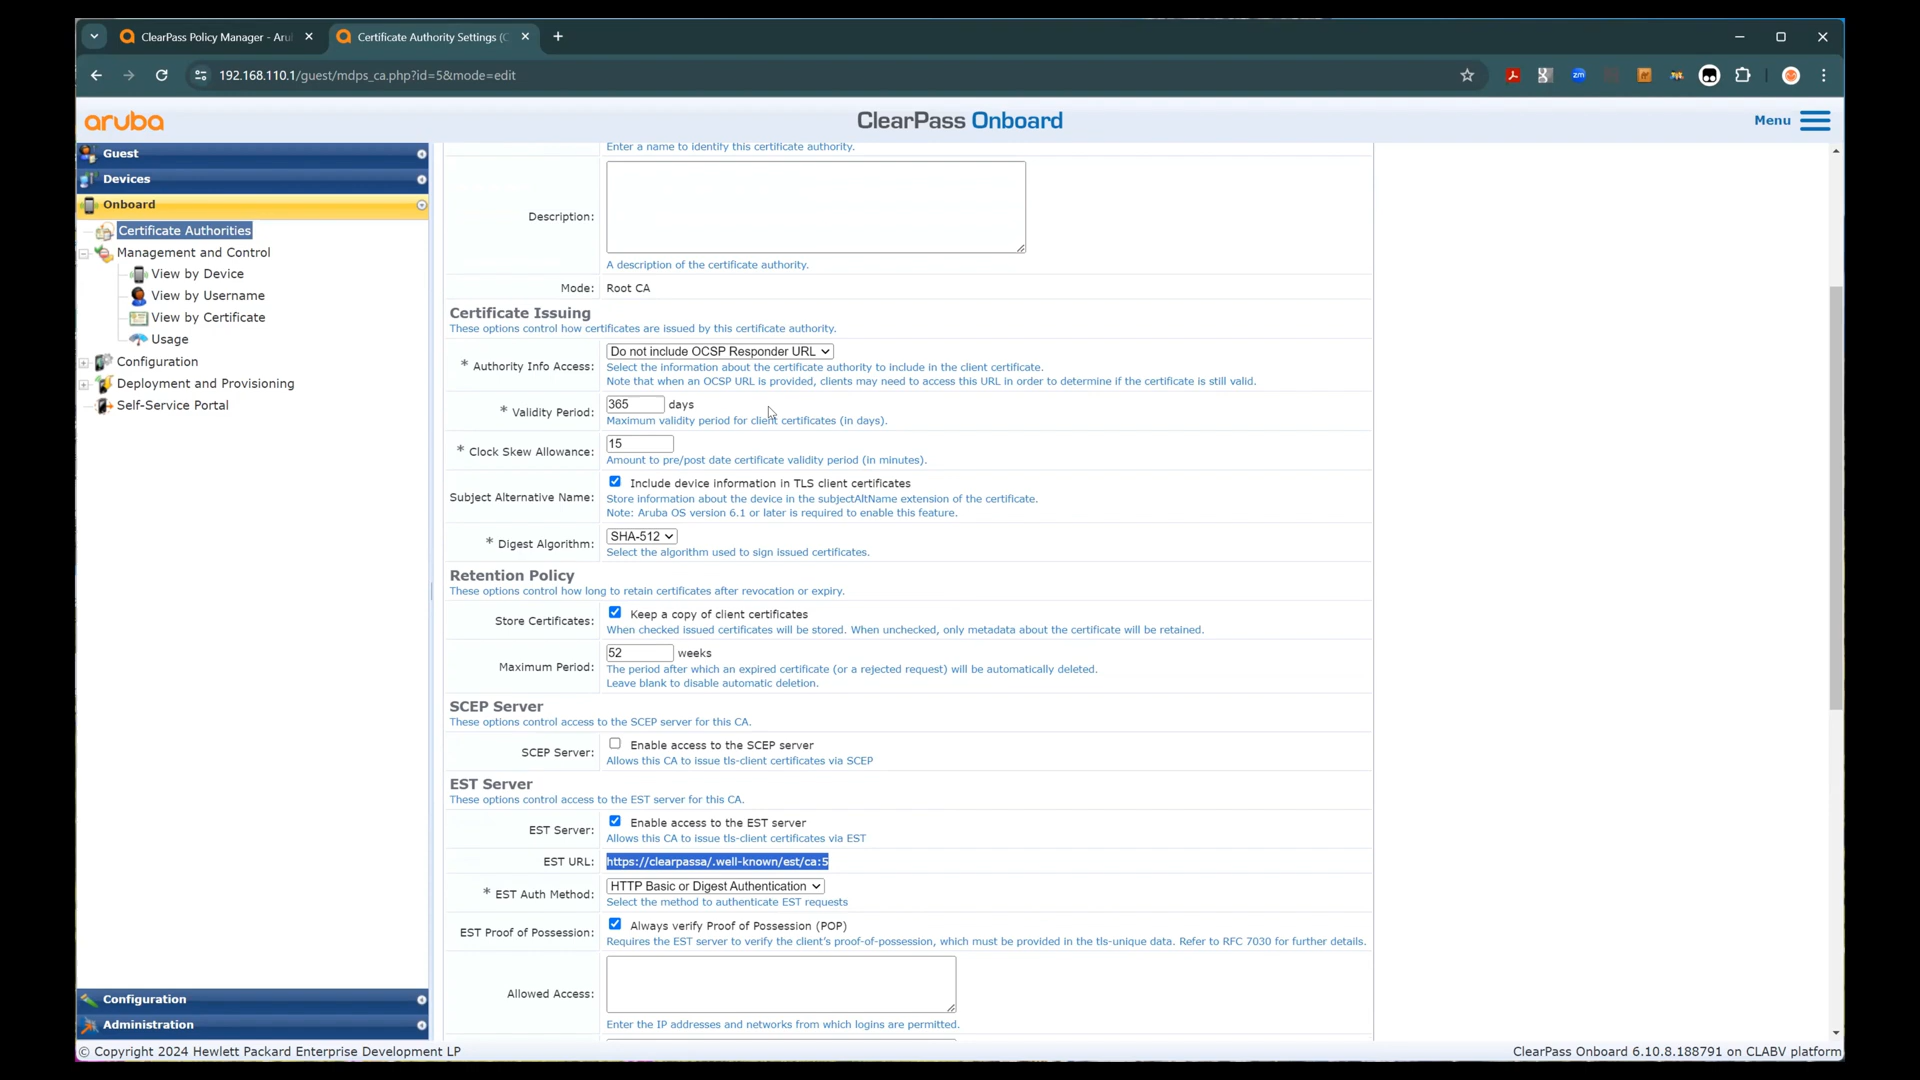 ClearPass Policy Manager - Aru
Certificate Authority Settings (C
192.168.110.1/guest/mdps_ca.php?id=5&mode=edit
zm
aruba
ClearPass Onboard
Menu
Guest
Devices
Onboard
Certificate Authorities
Management and Control
View by Device
View by Username
View by Certificate
Usage
Configuration
Deployment and Provisioning
Self-Service Portal
Configuration
Administration
Enter a name to identify this certificate authority.
Description:
A description of the certificate authority.
Mode: Root CA
Certificate Issuing
These options control how certificates are issued by this certificate authority.
* Authority Info Access: Do not include OCSP Responder URL
Select the information about the certificate authority to include in the client certificate.
Note that when an OCSP URL is provided, clients may need to access this URL in order to determine if the certificate is still valid.
* Validity Period: 365 days
Maximum validity period for client certificates (in days).
* Clock Skew Allowance: 15
Amount to pre/post date certificate validity period (in minutes).
Subject Alternative Name: Include device information in TLS client certificates
Store information about the device in the subjectAltName extension of the certificate.
Note: Aruba OS version 6.1 or later is required to enable this feature.
* Digest Algorithm: SHA-512
Select the algorithm used to sign issued certificates.
Retention Policy
These options control how long to retain certificates after revocation or expiry.
Store Certificates: Keep a copy of client certificates
When checked issued certificates will be stored. When unchecked, only metadata about the certificate will be retained.
Maximum Period: 52 weeks
The period after which an expired certificate (or a rejected request) will be automatically deleted.
Leave blank to disable automatic deletion.
SCEP Server
These options control access to the SCEP server for this CA.
SCEP Server: Enable access to the SCEP server
Allows this CA to issue tls-client certificates via SCEP
EST Server
These options control access to the EST server for this CA.
EST Server: Enable access to the EST server
Allows this CA to issue tls-client certificates via EST
EST URL: https://clearpassa/.well-known/est/ca:5
* EST Auth Method: HTTP Basic or Digest Authentication
Select the method to authenticate EST requests
EST Proof of Possession: Always verify Proof of Possession (POP)
Requires the EST server to verify the client's proof-of-possession, which must be provided in the tls-unique data. Refer to RFC 7030 for further details.
Allowed Access:
Enter the IP addresses and networks from which logins are permitted.
© Copyright 2024 Hewlett Packard Enterprise Development LP
ClearPass Onboard 6.10.8.188791 on CLABV platform